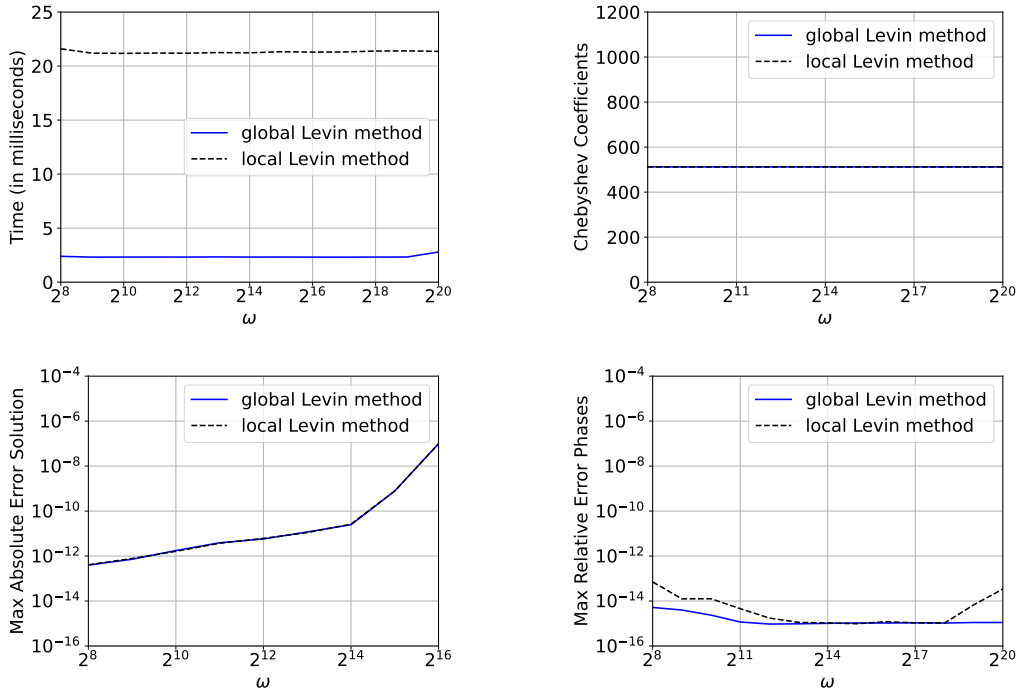 25
20
15
10
5
0
Time (in milliseconds)
global Levin method
local Levin method
2^8 2^10 2^12 2^14 2^16 2^18 2^20
ω
1200
1000
800
600
400
200
0
Chebyshev Coefficients
global Levin method
local Levin method
2^8 2^11 2^14 2^17 2^20
ω
10^−4
10^−6
10^−8
10^−10
10^−12
10^−14
10^−16
Max Absolute Error Solution
global Levin method
local Levin method
2^8 2^10 2^12 2^14 2^16
ω
10^−4
10^−6
10^−8
10^−10
10^−12
10^−14
10^−16
Max Relative Error Phases
global Levin method
local Levin method
2^8 2^11 2^14 2^17 2^20
ω